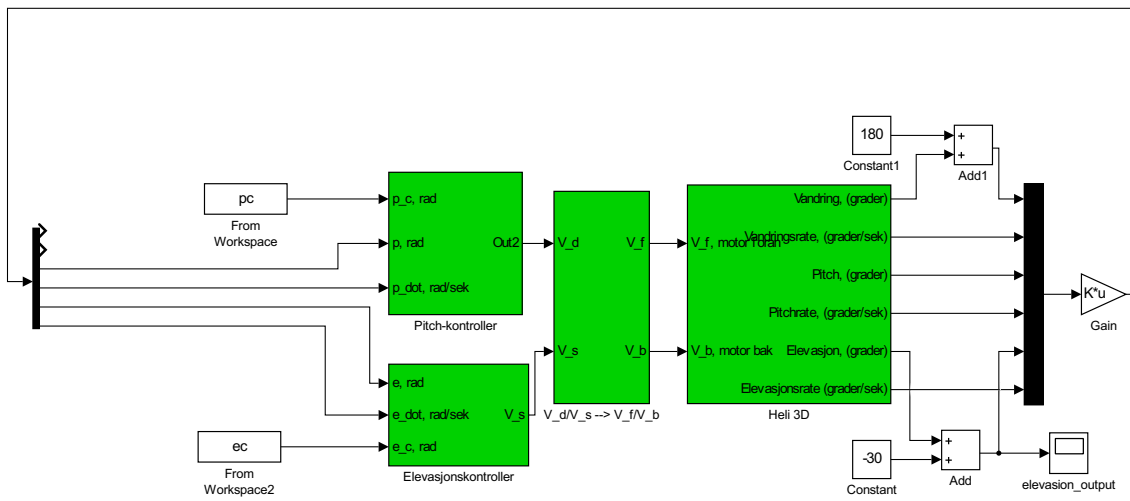 180
+
+
Constant1
Add1
pc
From
Workspace
p_c, rad
p, rad
p_dot, rad/sek
Out2
Pitch-kontroller
V_d
V_s
V_f
V_b
V_d/V_s --> V_f/V_b
V_f, motor foran
V_b, motor bak
Vandring, (grader)
Vandringsrate, (grader/sek)
Pitch, (grader)
Pitchrate, (grader/sek)
Elevasjon, (grader)
Elevasjonsrate (grader/sek)
Heli 3D
K*u
Gain
e, rad
e_dot, rad/sek
e_c, rad
V_s
Elevasjonskontroller
ec
From
Workspace2
-30
Constant
+
+
Add
elevasion_output